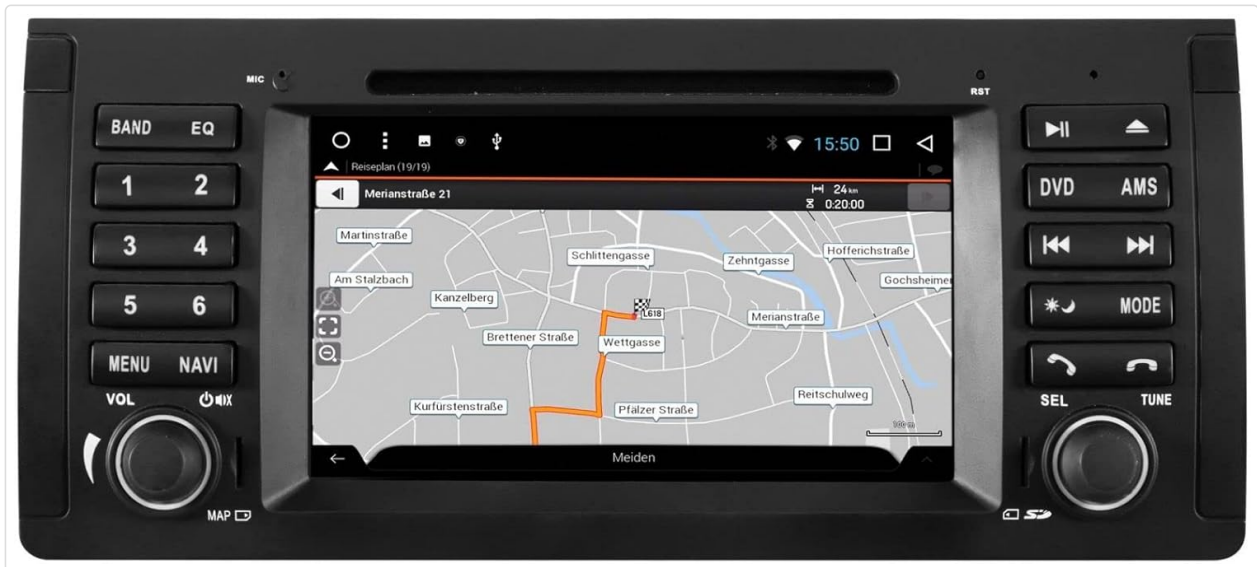 MIC
RST
BAND EQ
1 2
3 4
5 6
MENU NAVI
VOL
MAP
15:50
Reiseplan (19/19)
Merianstraße 21
24 km
0:20:00
Martinstraße
Schlittengasse
Hofferichstraße
Zehntgasse
Am Stalzbach
Gochsheimer
Kanzelberg
L618
Merianstraße
Brettener Straße
Wettgasse
Reitschulweg
Kurfürstenstraße
Pfälzer Straße
100 m
Meiden
DVD AMS
MODE
SEL TUNE
SD